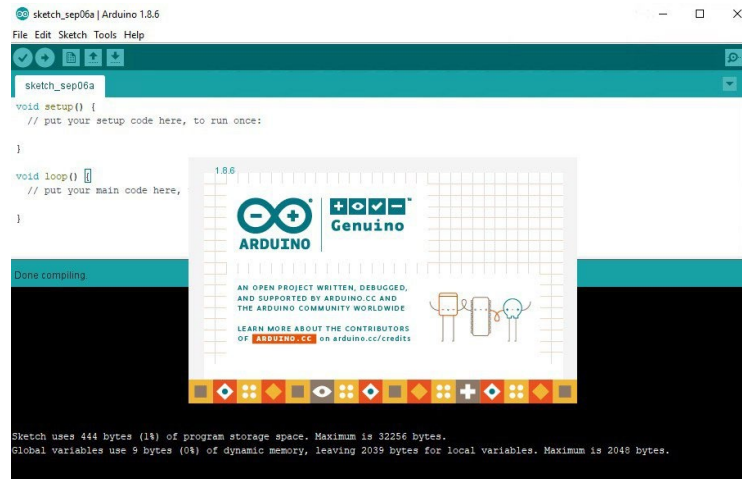 sketch_sep06a | Arduino 1.8.6
File Edit Sketch Tools Help
sketch_sep06a
void setup() {
// put your setup code here, to run once:
}
void loop() {
// put your main code here,
}
1.8.6
ARDUINO
Genuino
™
AN OPEN PROJECT WRITTEN, DEBUGGED,
AND SUPPORTED BY ARDUINO.CC AND
THE ARDUINO COMMUNITY WORLDWIDE
LEARN MORE ABOUT THE CONTRIBUTORS
OF ARDUINO.CC on arduino.cc/credits
Done compiling.
Sketch uses 444 bytes (1%) of program storage space. Maximum is 32256 bytes.
Global variables use 9 bytes (0%) of dynamic memory, leaving 2039 bytes for local variables. Maximum is 2048 bytes.